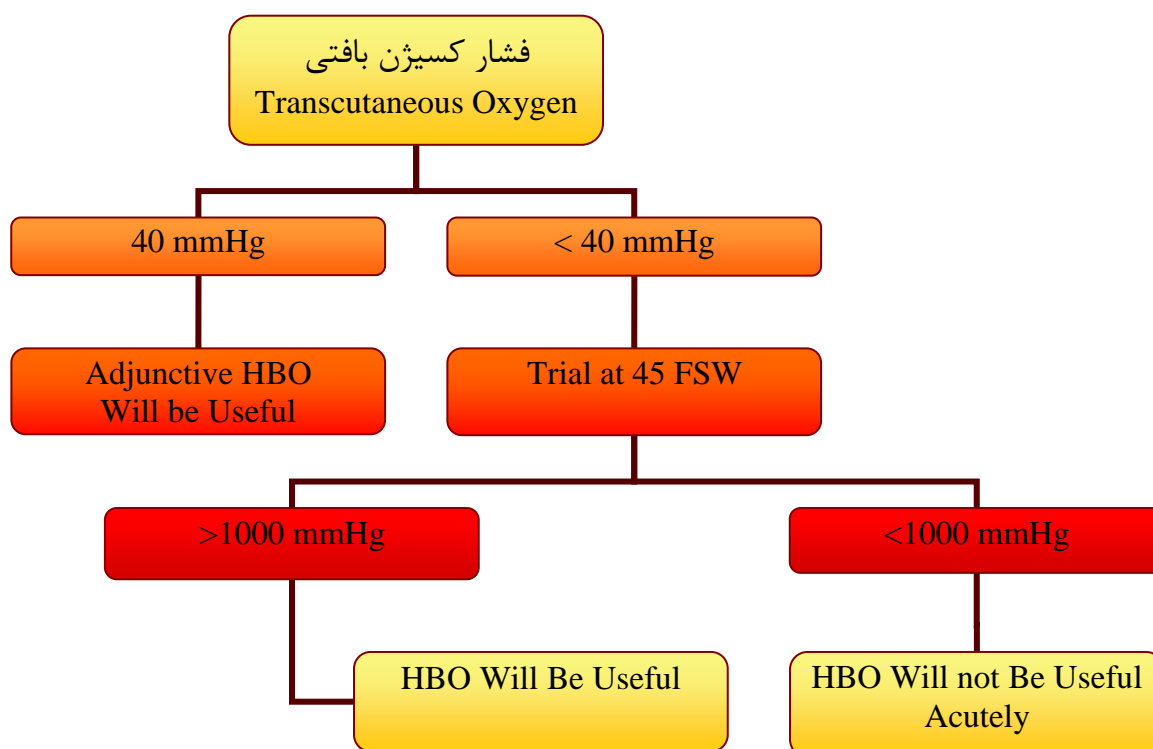 فشار کسیژن بافتی
Transcutaneous Oxygen
40 mmHg
< 40 mmHg
Adjunctive HBO
Will be Useful
Trial at 45 FSW
>1000 mmHg
<1000 mmHg
HBO Will Be Useful
HBO Will not Be Useful
Acutely